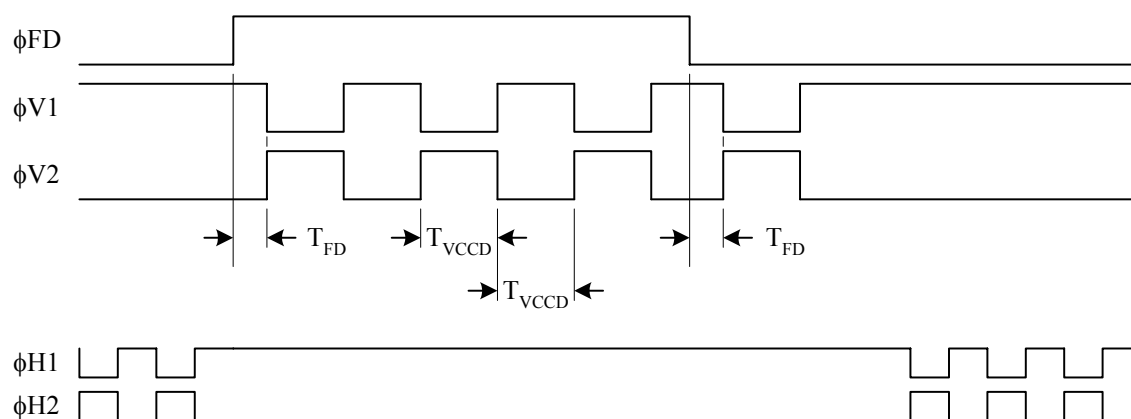 ϕFD
ϕV1
ϕV2
T_FD T_VCCD T_FD
T_VCCD
ϕH1
ϕH2